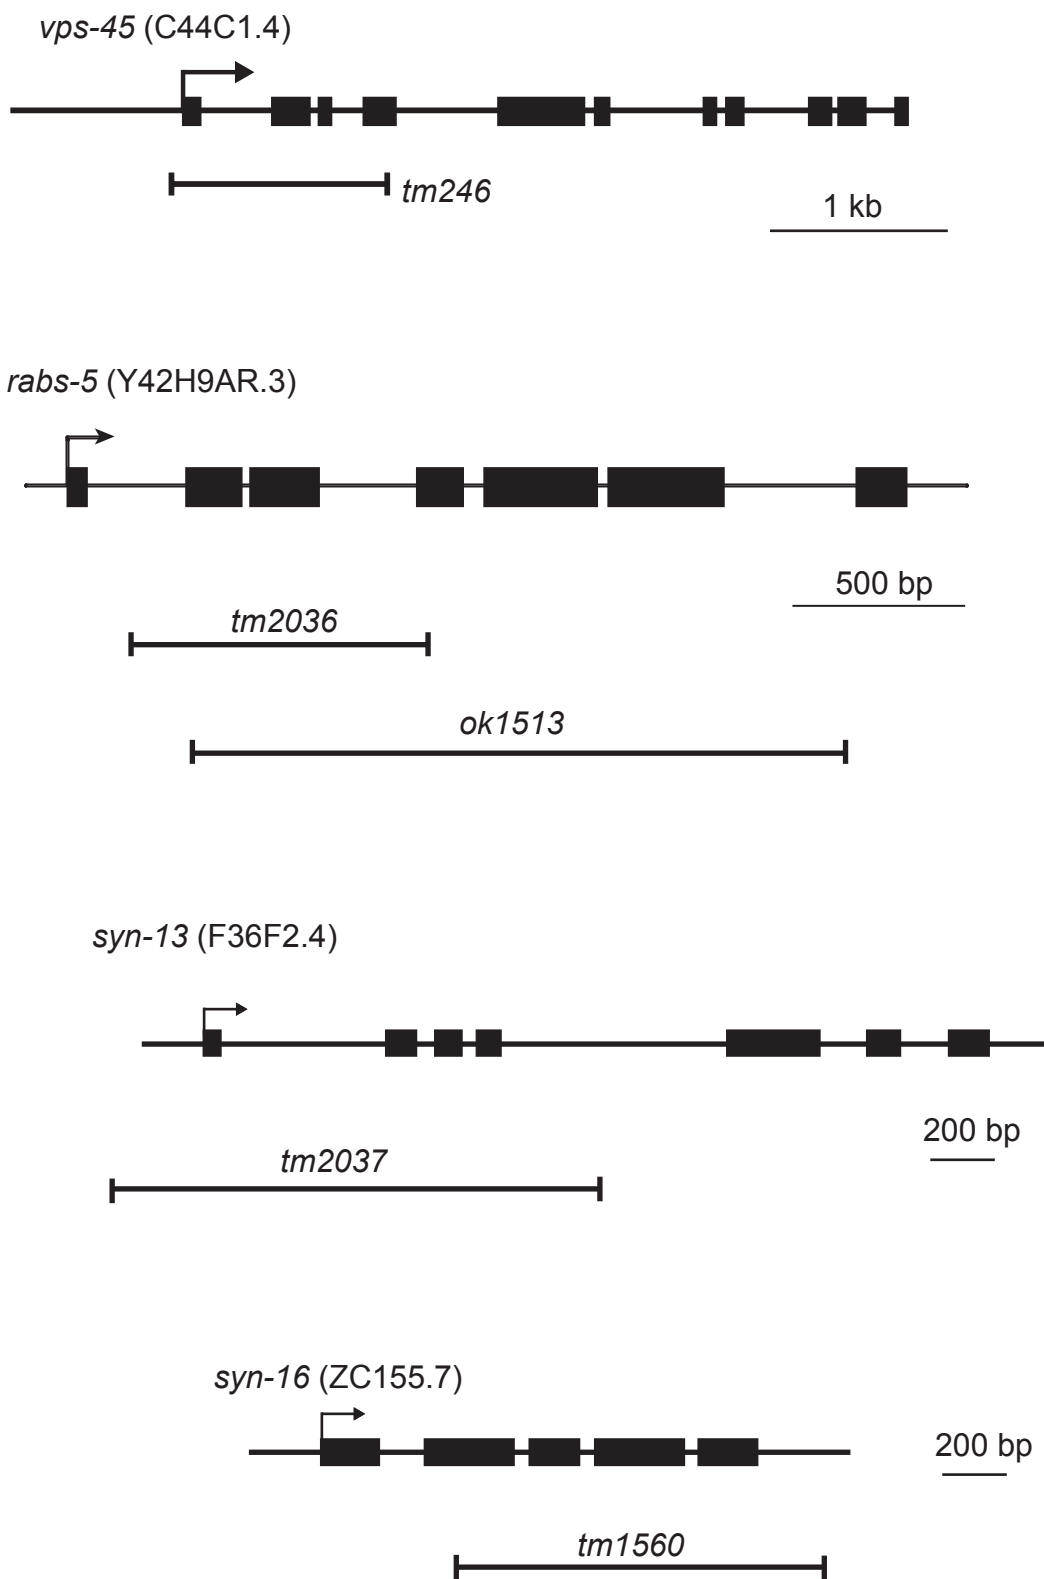 vps-45 (C44C1.4)
tm246
1 kb
rabs-5 (Y42H9AR.3)
500 bp
tm2036
ok1513
syn-13 (F36F2.4)
200 bp
tm2037
syn-16 (ZC155.7)
200 bp
tm1560